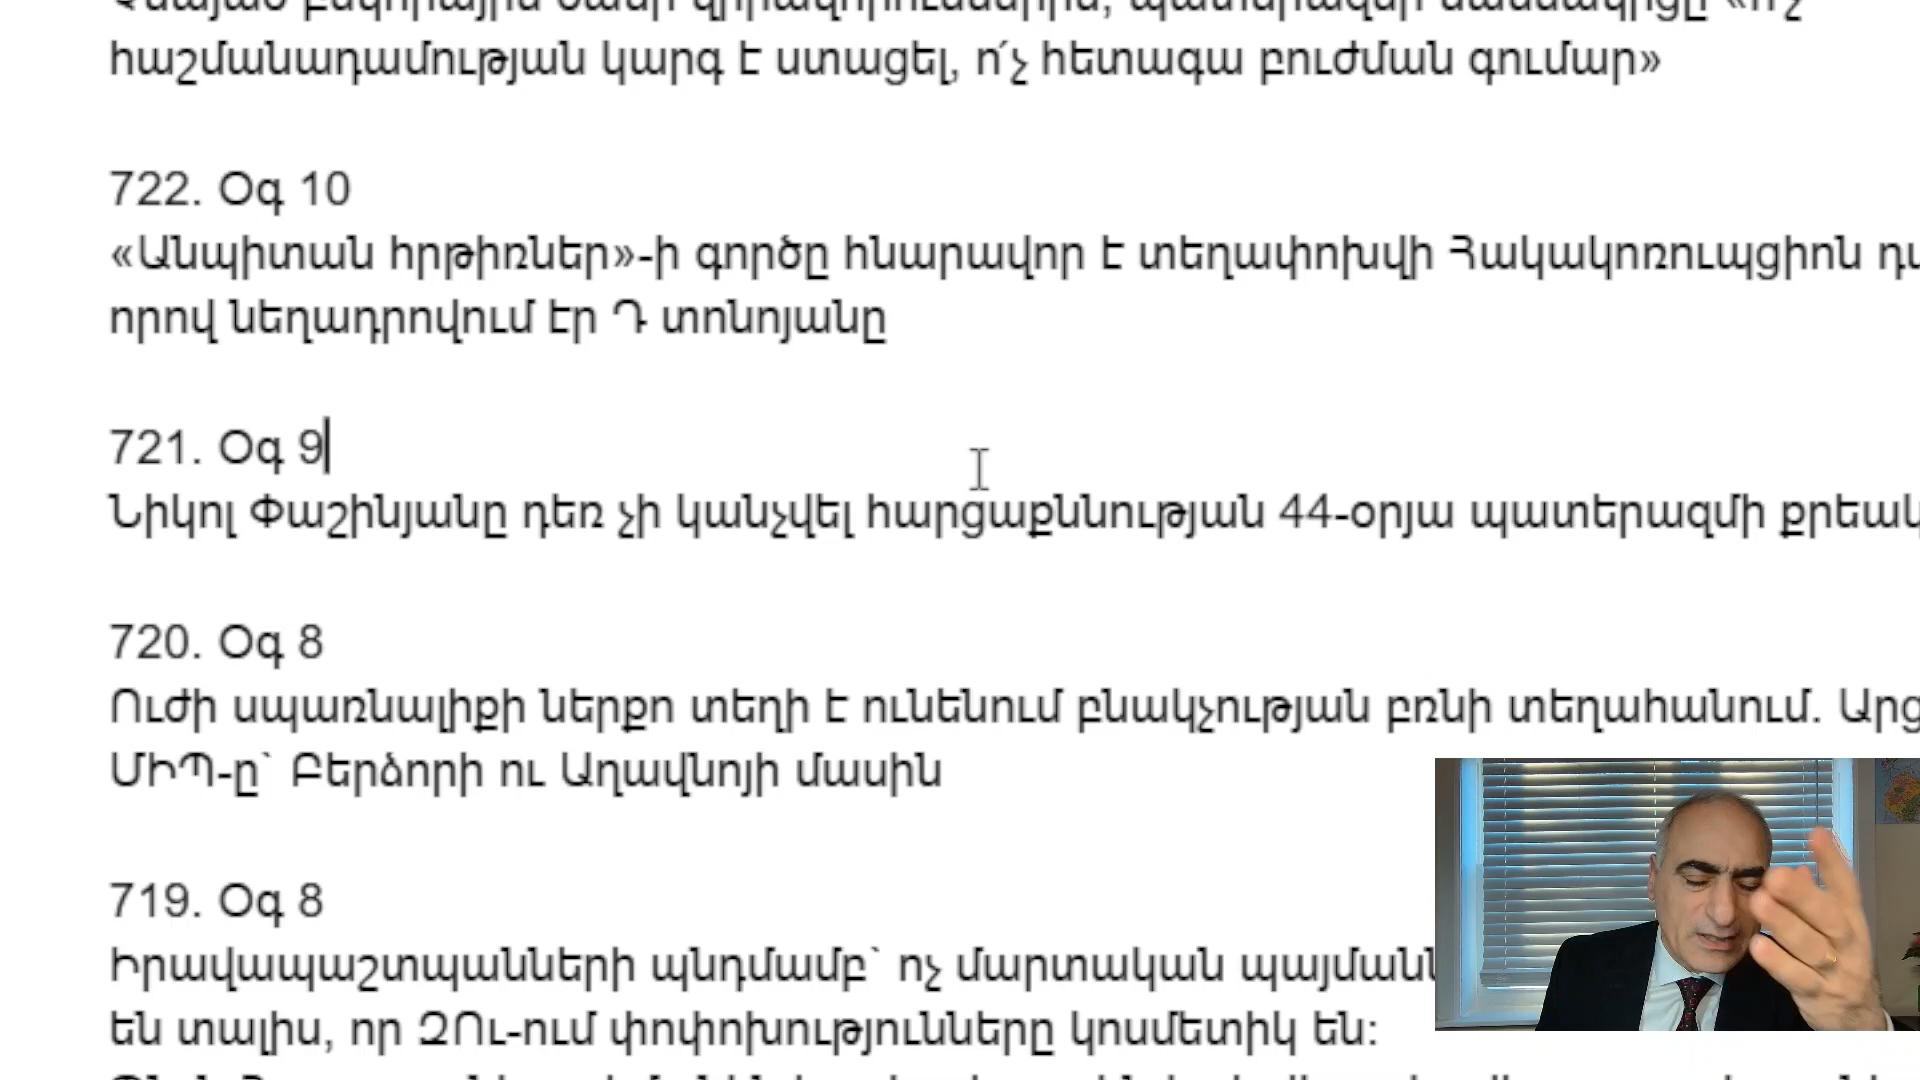 հաշմանադամության կարգ է ստացել, ո՛չ հետագա բուժման գումար»
722. Օգ 10
«Անպիտան հրթիռներ»-ի գործը հնարավոր է տեղափոխվի Հակակոռուպցիոն
որով նեղադրովում էր Դ տոնոյանը
721. Օգ 9
Նիկոլ Փաշինյանը դեռ չի կանչվել հարցաքննության 44-օրյա պատերազմի
720. Օգ 8
Ուժի սպառնալիքի ներքո տեղի է ունենում բնակչության բռնի տեղահանում.
ՄԻՊ-ը` Բերձորի ու Աղավնոյի մասին
719. Օգ 8
Իրավապաշտպանների պնդմամբ` ոչ մարտական
են տալիս, որ ԶՈւ-ում փոփոխությունները կոսմետիկ են: